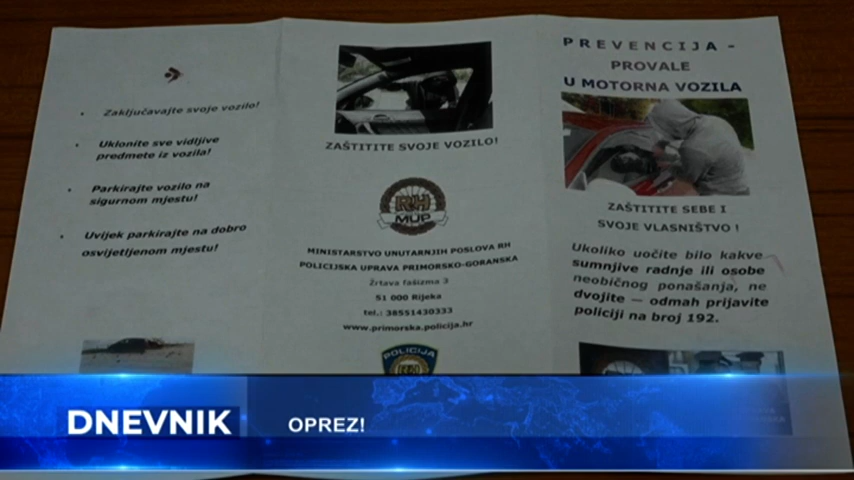 Zaključavajte svoje vozilo!
Uklonite sve vidljive
predmete iz vozila!
Parkirajte vozilo na
sigurnom mjestu!
Uvijek parkirajte na dobro
osvijetljenom mjestu!
ZAŠTITITE SVOJE VOZILO!
RH
MUP
MINISTARSTVO UNUTARNJIH POSLOVA RH
POLICIJSKA UPRAVA PRIMORSKO-GORANSKA
Žrtava fašizma 3
51 000 Rijeka
tel.: 38551430333
www.primorska.policija.hr
POLICIJA
PREVENCIJA -
PROVALE
U MOTORNA VOZILA
ZAŠTITITE SEBE I
SVOJE VLASNIŠTVO !
Ukoliko uočite bilo kakve
sumnjive radnje ili osobe
neobičnog ponašanja, ne
dvojite — odmah prijavite
policiji na broj 192.
DNEVNIK
OPREZ!